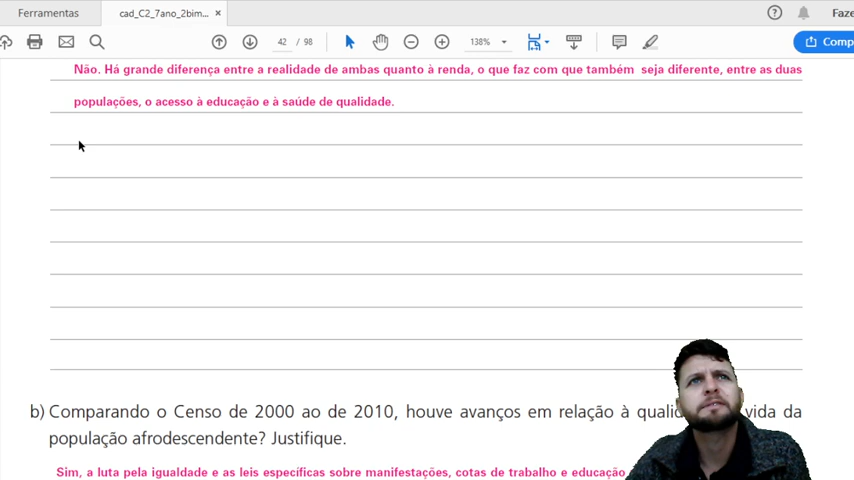 Ferramentas
cad_C2_7ano_2bim... ×
? Faze
42 / 98
138%
Comp
Não. Há grande diferença entre a realidade de ambas quanto à renda, o que faz com que também seja diferente, entre as duas
populações, o acesso à educação e à saúde de qualidade.
b) Comparando o Censo de 2000 ao de 2010, houve avanços em relação à vida da
população afrodescendente? Justifique.
Sim, a luta pela igualdade e as leis específicas sobre manifestações, cotas de trabalho e educação